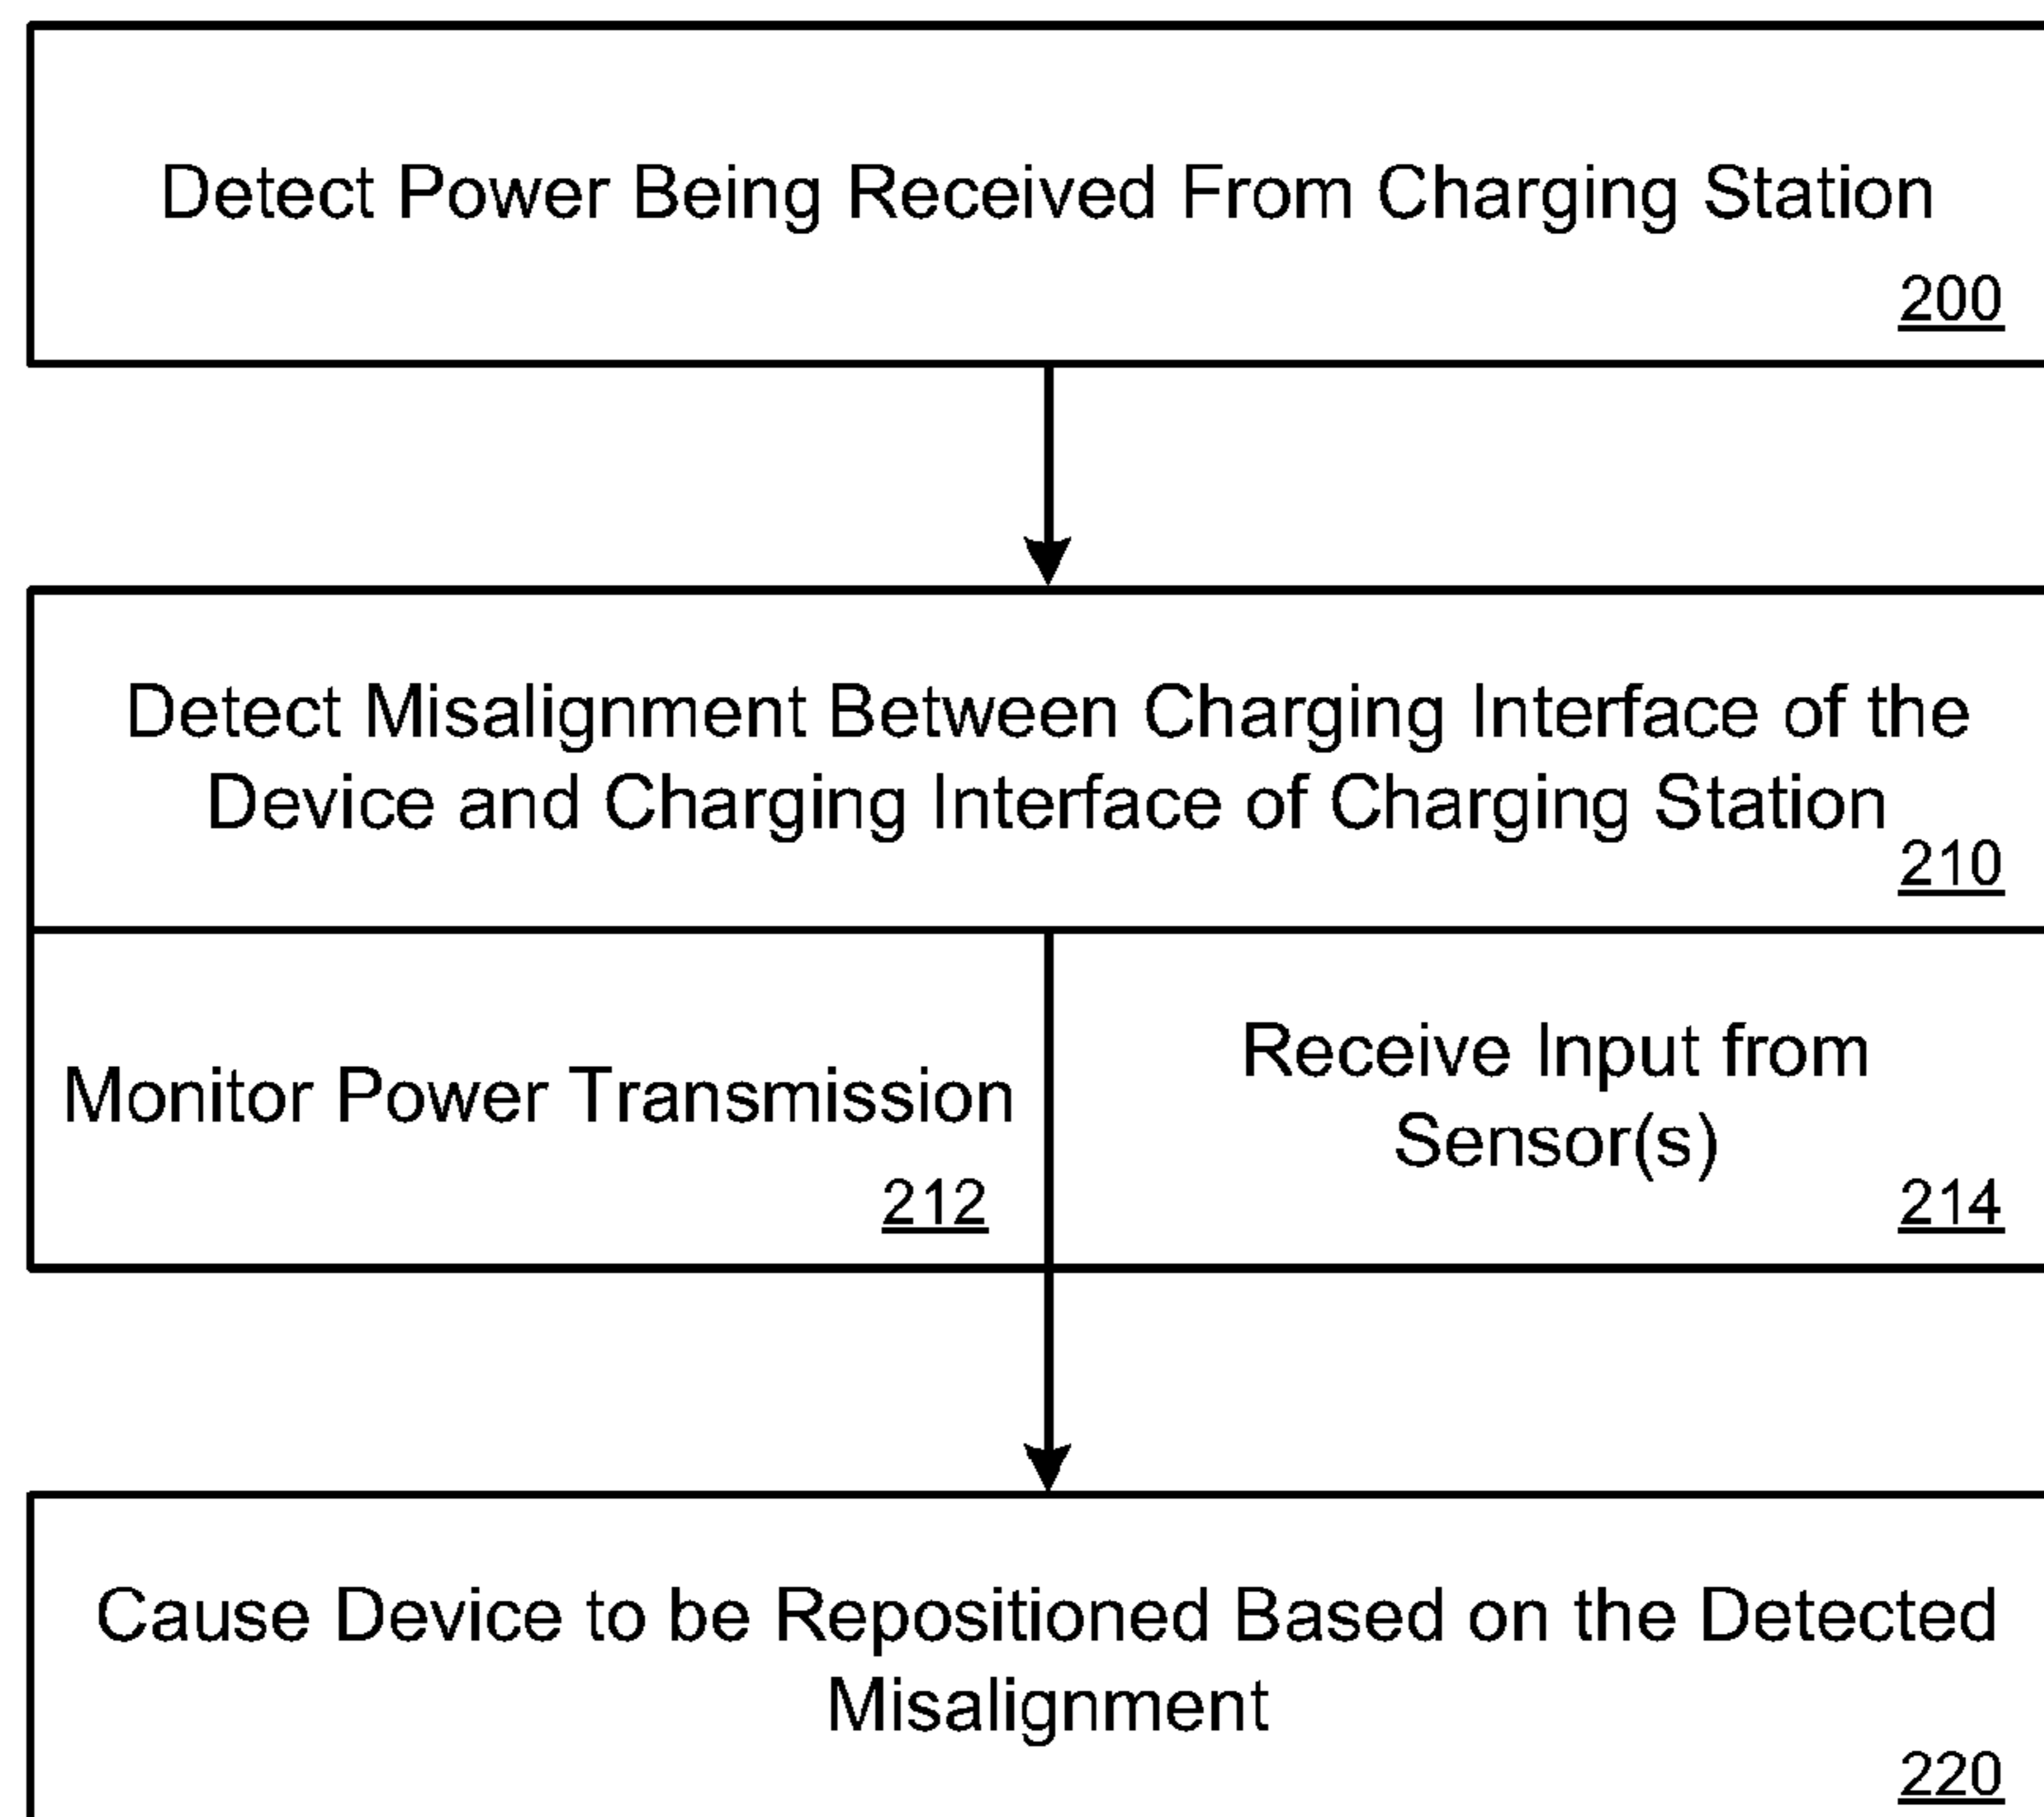 Detect Power Being Received From Charging Station
200
Detect Misalignment Between Charging Interface of the
Device and Charging Interface of Charging Station
210
Monitor Power Transmission
212
Receive Input from
Sensor(s)
214
Cause Device to be Repositioned Based on the Detected
Misalignment
220